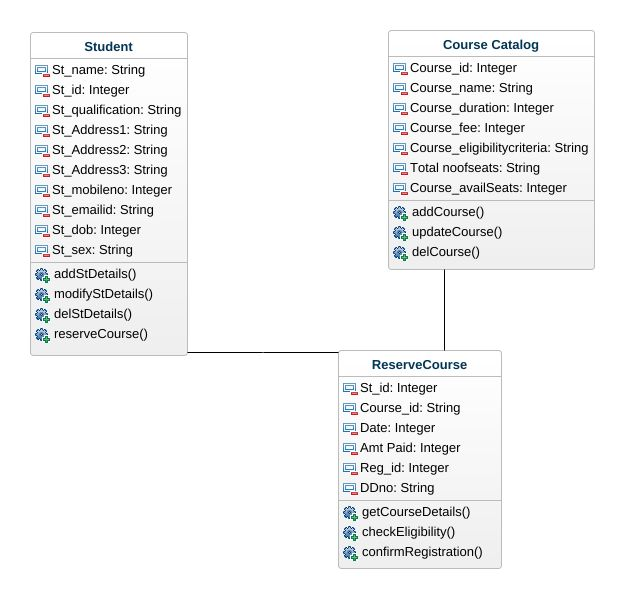 Student
St_name: String
St_id: Integer
St_qualification: String
St_Address1: String
St_Address2: String
St_Address3: String
St_mobileno: Integer
St_emailid: String
St_dob: Integer
St_sex: String
addStDetails()
modifyStDetails()
delStDetails()
reserveCourse()
Course Catalog
Course_id: Integer
Course_name: String
Course_duration: Integer
Course_fee: Integer
Course_eligibilitycriteria: String
Total noofseats: String
Course_availSeats: Integer
addCourse()
updateCourse()
delCourse()
ReserveCourse
St_id: Integer
Course_id: String
Date: Integer
Amt Paid: Integer
Reg_id: Integer
DDno: String
getCourseDetails()
checkEligibility()
confirmRegistration()